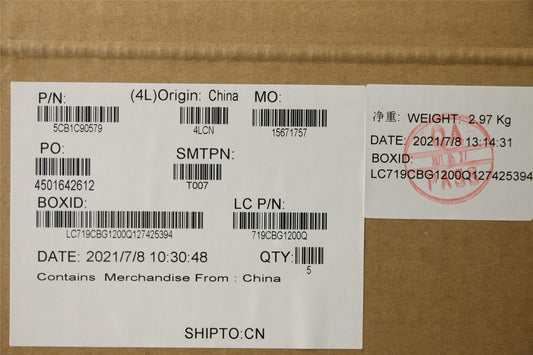 P/N:
5CB1C90579
(4L)Origin: China
4LCN
MO:
15671757
PO:
4501642612
SMTPN:
T007
BOXID:
LC719CBG1200Q127425394
LC P/N:
719CBG1200Q
DATE: 2021/7/8 10:30:48
QTY:
5
Contains Merchandise From : China
SHIPTO:CN
净重: WEIGHT: 2.97 Kg
DATE: 2021/7/8 13:14:31
BOXID:
LC719CBG1200Q127425394
QA
PASS